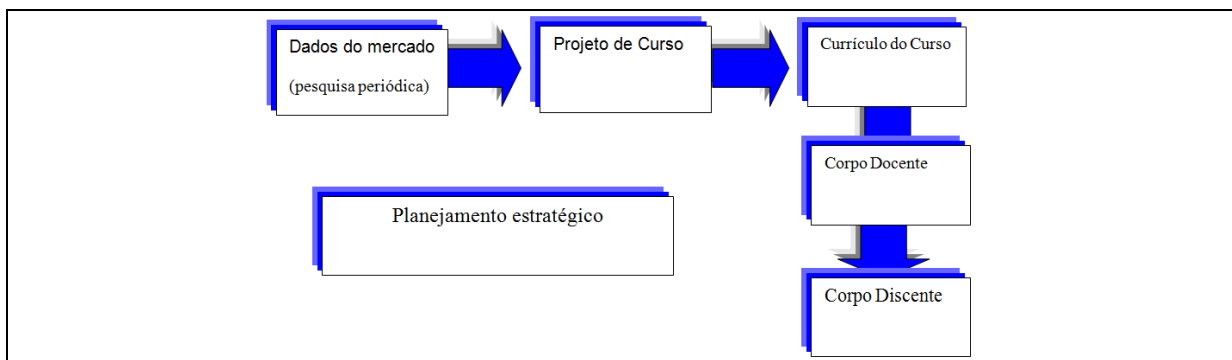 Dados do mercado
(pesquisa periódica)
Projeto de Curso
Currículo do Curso
Corpo Docente
Planejamento estratégico
Corpo Discente